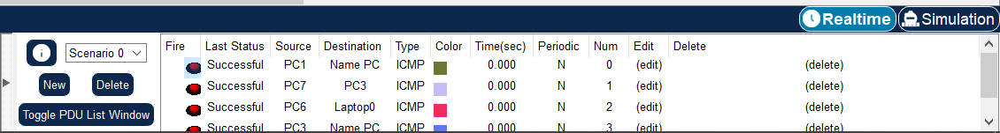 Realtime Simulation
Fire Last Status Source Destination Type Color Time(sec) Periodic Num Edit Delete
i Scenario 0
Successful PC1 Name PC ICMP 0.000 N 0 (edit) (delete)
New Delete
Successful PC7 PC3 ICMP 0.000 N 1 (edit) (delete)
Successful PC6 Laptop0 ICMP 0.000 N 2 (edit) (delete)
Toggle PDU List Window
Successful PC3 Name PC ICMP 0.000 N 3 (edit) (delete)